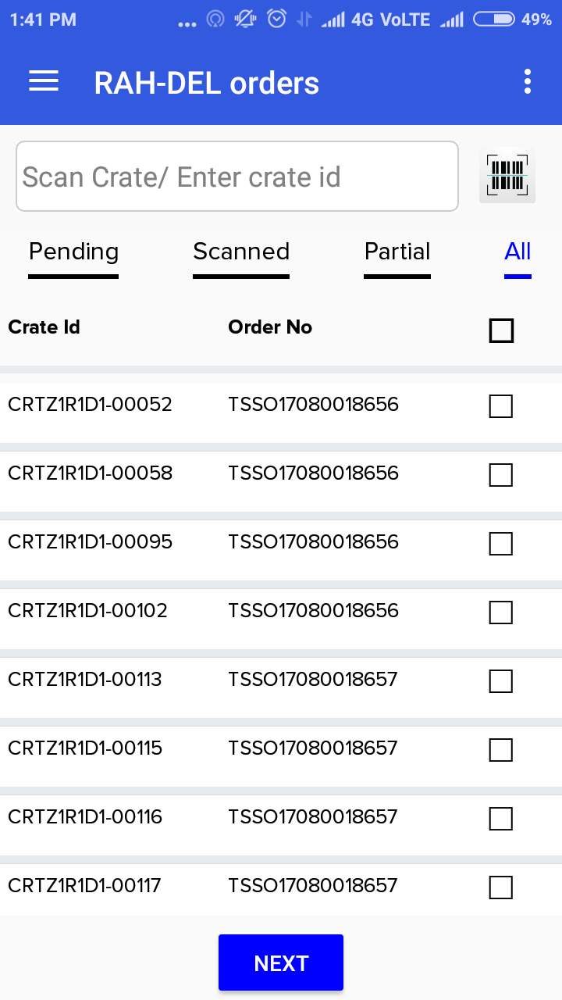 1:41 PM ... 4G VoLTE 49%
RAH-DEL orders
Scan Crate/ Enter crate id
Pending Scanned Partial All
Crate Id Order No
CRTZ1R1D1-00052 TSSO17080018656
CRTZ1R1D1-00058 TSSO17080018656
CRTZ1R1D1-00095 TSSO17080018656
CRTZ1R1D1-00102 TSSO17080018656
CRTZ1R1D1-00113 TSSO17080018657
CRTZ1R1D1-00115 TSSO17080018657
CRTZ1R1D1-00116 TSSO17080018657
CRTZ1R1D1-00117 TSSO17080018657
NEXT